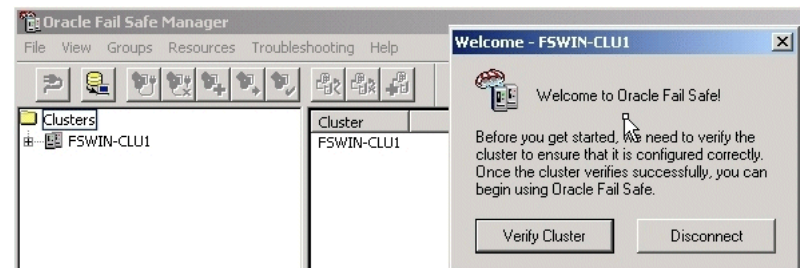 Oracle Fail Safe Manager
File View Groups Resources Troubleshooting Help
Clusters
FSWIN-CLU1
Cluster
FSWIN-CLU1
Welcome - FSWIN-CLU1
Welcome to Oracle Fail Safe!
Before you get started, we need to verify the
cluster to ensure that it is configured correctly.
Once the cluster verifies successfully, you can
begin using Oracle Fail Safe.
Verify Cluster
Disconnect